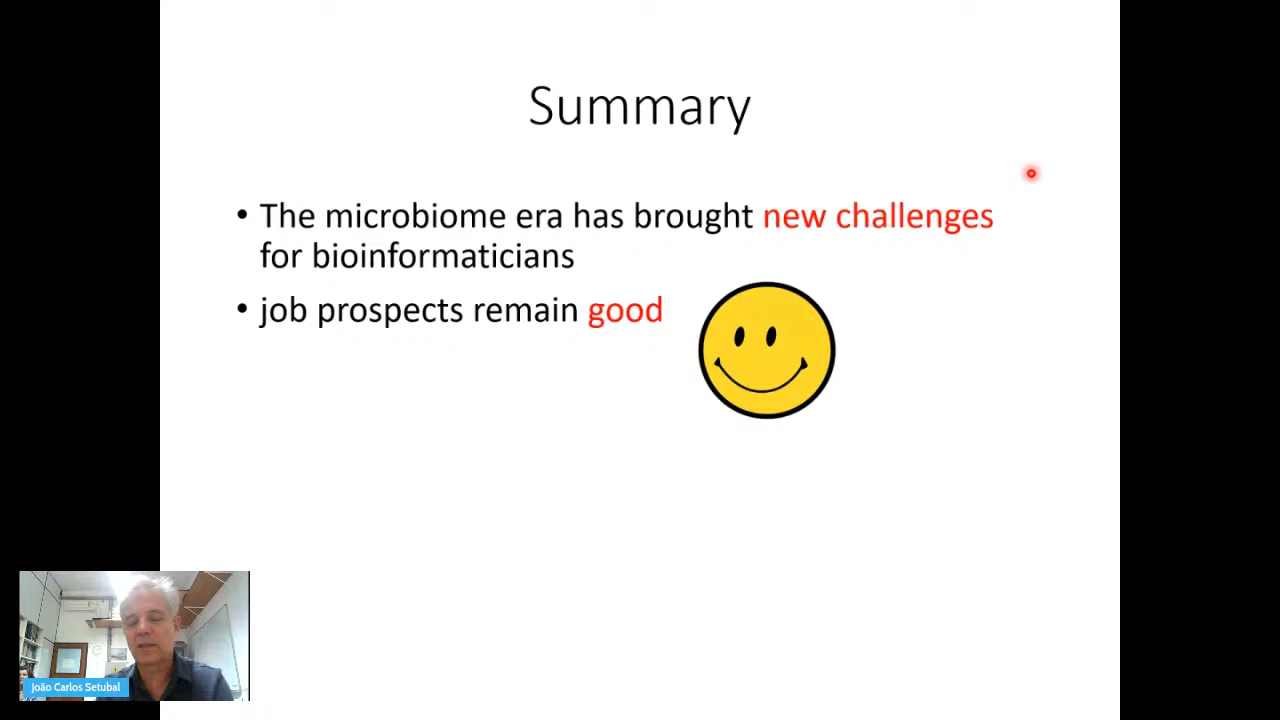 Summary
• The microbiome era has brought new challenges
for bioinformaticians
• job prospects remain good
João Carlos Setubal